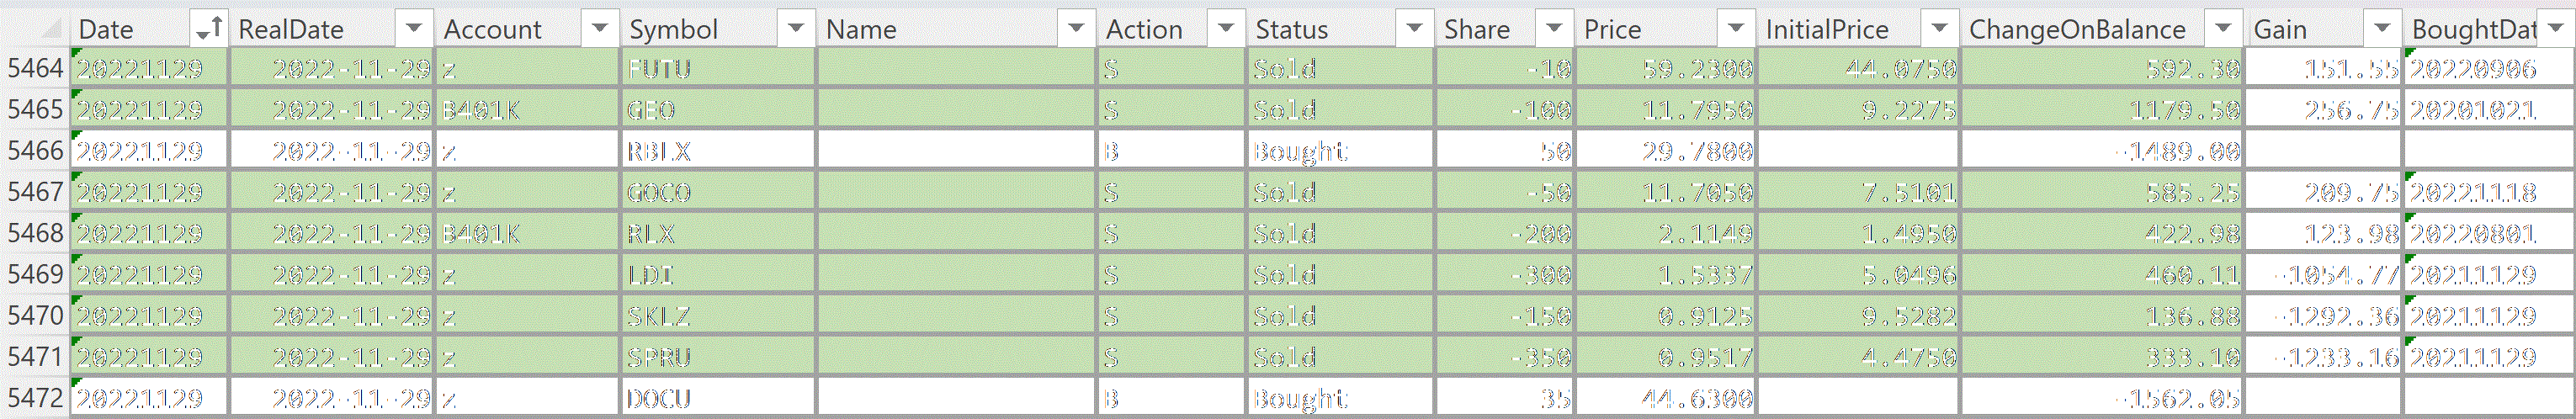 Date RealDate Account Symbol Name Action Status Share Price InitialPrice ChangeOnBalance Gain BoughtDat
5464 20221129 2022-11-29 z FUTU S Sold -10 59.2300 44.0750 592.30 151.55 20220906
5465 20221129 2022-11-29 B401K GEO S Sold -100 11.7950 9.2275 1179.50 256.75 20201021
5466 20221129 2022-11-29 z RBLX B Bought 50 29.7800 -1489.00
5467 20221129 2022-11-29 z GOCO S Sold -50 11.7050 7.5101 585.25 209.75 20221118
5468 20221129 2022-11-29 B401K RLX S Sold -200 2.1149 1.4950 422.98 123.98 20220801
5469 20221129 2022-11-29 z LDI S Sold -300 1.5337 5.0496 460.11 -1054.77 20211129
5470 20221129 2022-11-29 z SKLZ S Sold -150 0.9125 9.5282 136.88 -1292.36 20211129
5471 20221129 2022-11-29 z SPRU S Sold -350 0.9517 4.4750 333.10 -1233.16 20211129
5472 20221129 2022-11-29 z DOCU B Bought 35 44.6300 -1562.05